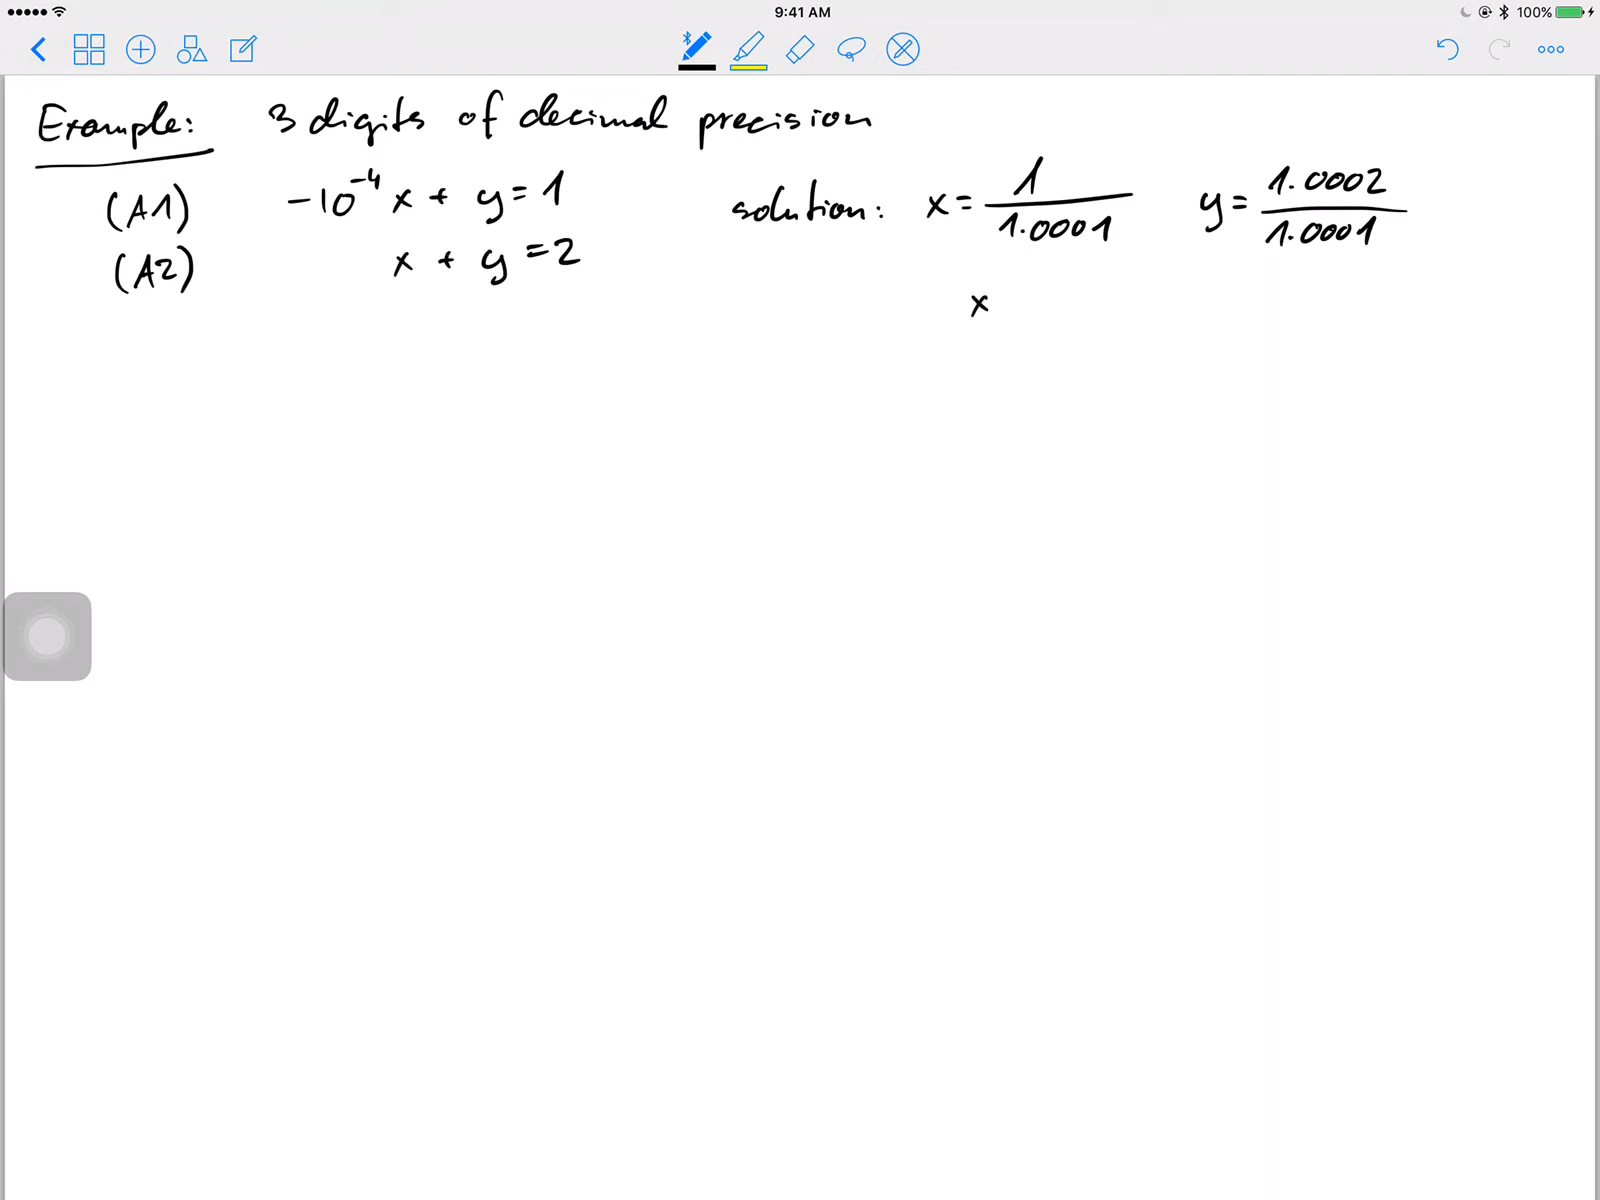 9:41 AM 100%
Example: 3 digits of decimal precision
(A1) -10⁻⁴ x + y = 1 solution: x = 1/1.0001 y = 1.0002/1.0001
(A2) x + y = 2
x